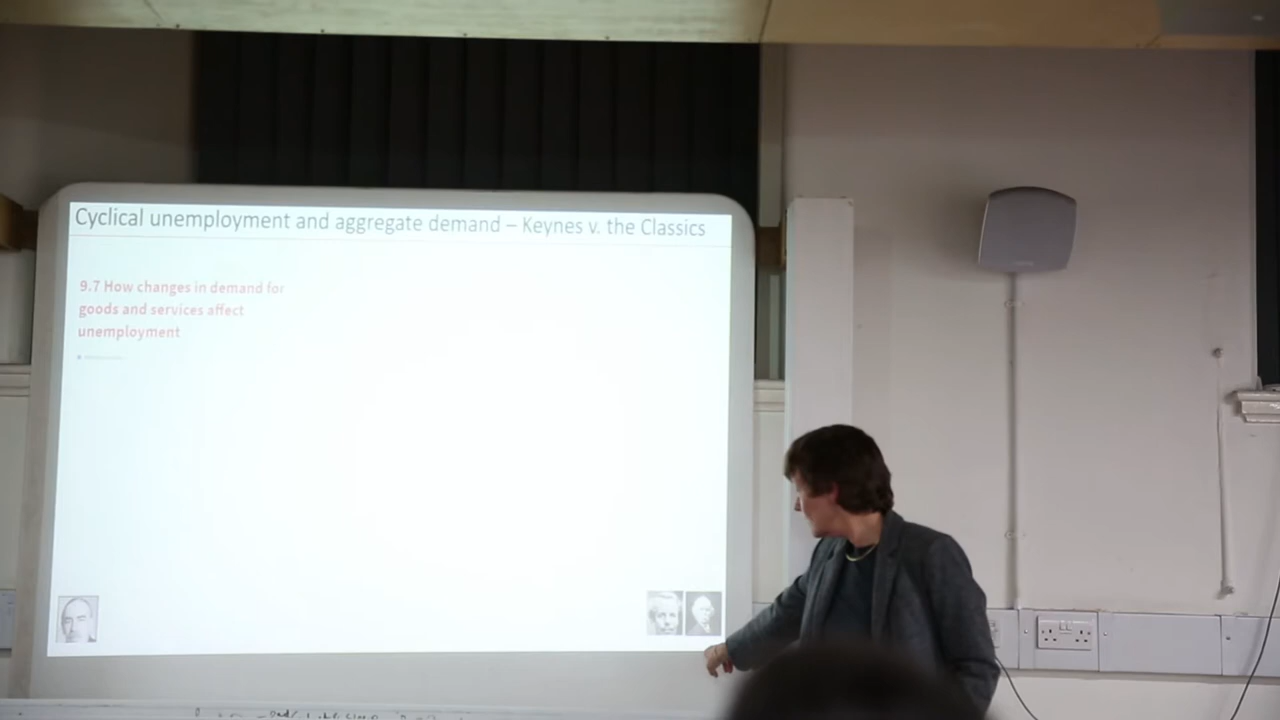 Cyclical unemployment and aggregate demand – Keynes v. the Classics
9.7 How changes in demand for
goods and services affect
unemployment